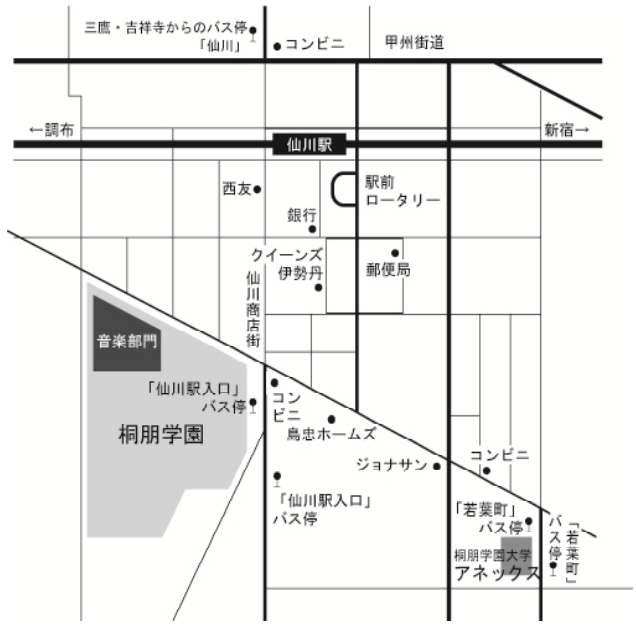 三鷹・吉祥寺からのバス停
「仙川」
コンビニ
甲州街道
←調布
新宿→
仙川駅
西友
駅前
ロータリー
銀行
クイーンズ
伊勢丹
郵便局
仙川商店街
音楽部門
「仙川駅入口」
バス停
コン
ビニ
桐朋学園
島忠ホームズ
ジョナサン
コンビニ
「仙川駅入口」
バス停
「若葉町」
バス停
「若葉町」
バス停
桐朋学園大学
アネックス